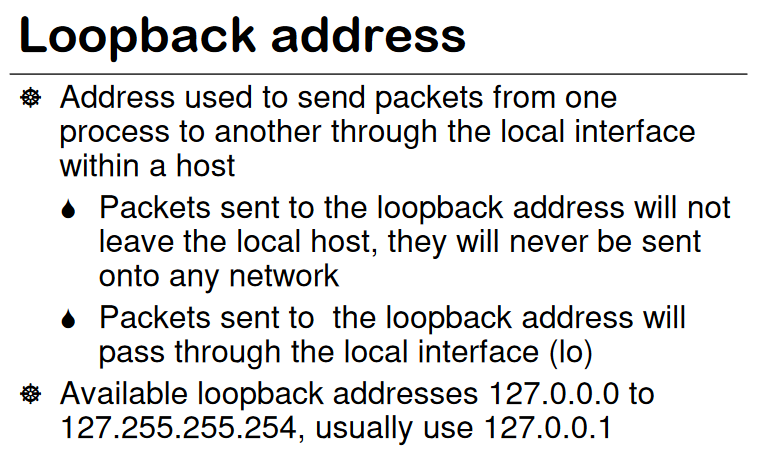 Loopback address
Address used to send packets from one
process to another through the local interface
within a host
Packets sent to the loopback address will not
leave the local host, they will never be sent
onto any network
Packets sent to  the loopback address will
pass through the local interface (lo)
Available loopback addresses 127.0.0.0 to
127.255.255.254, usually use 127.0.0.1